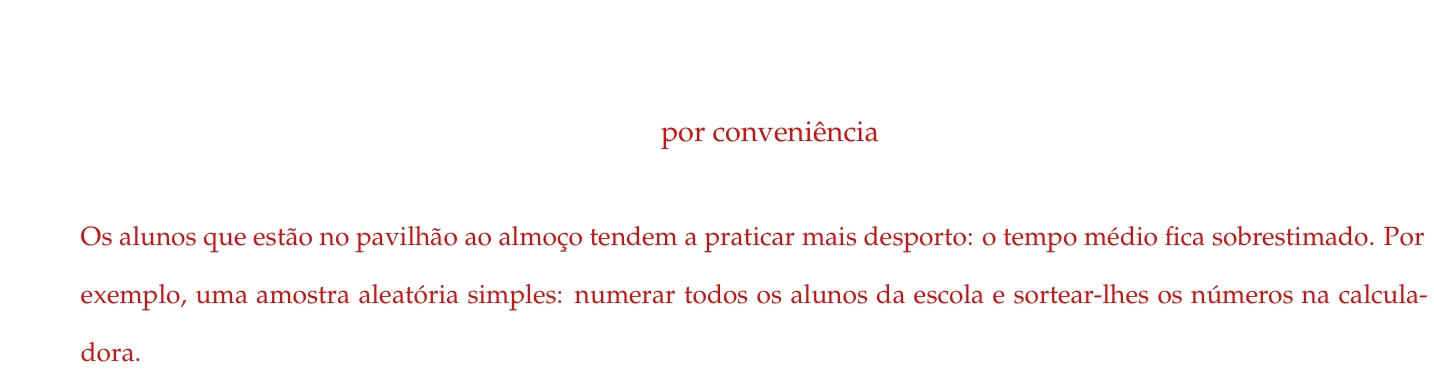 por conveniência
Os alunos que estão no pavilhão ao almoço tendem a praticar mais desporto: o tempo médio fica sobrestimado. Por
exemplo, uma amostra aleatória simples: numerar todos os alunos da escola e sortear-lhes os números na calcula-
dora.